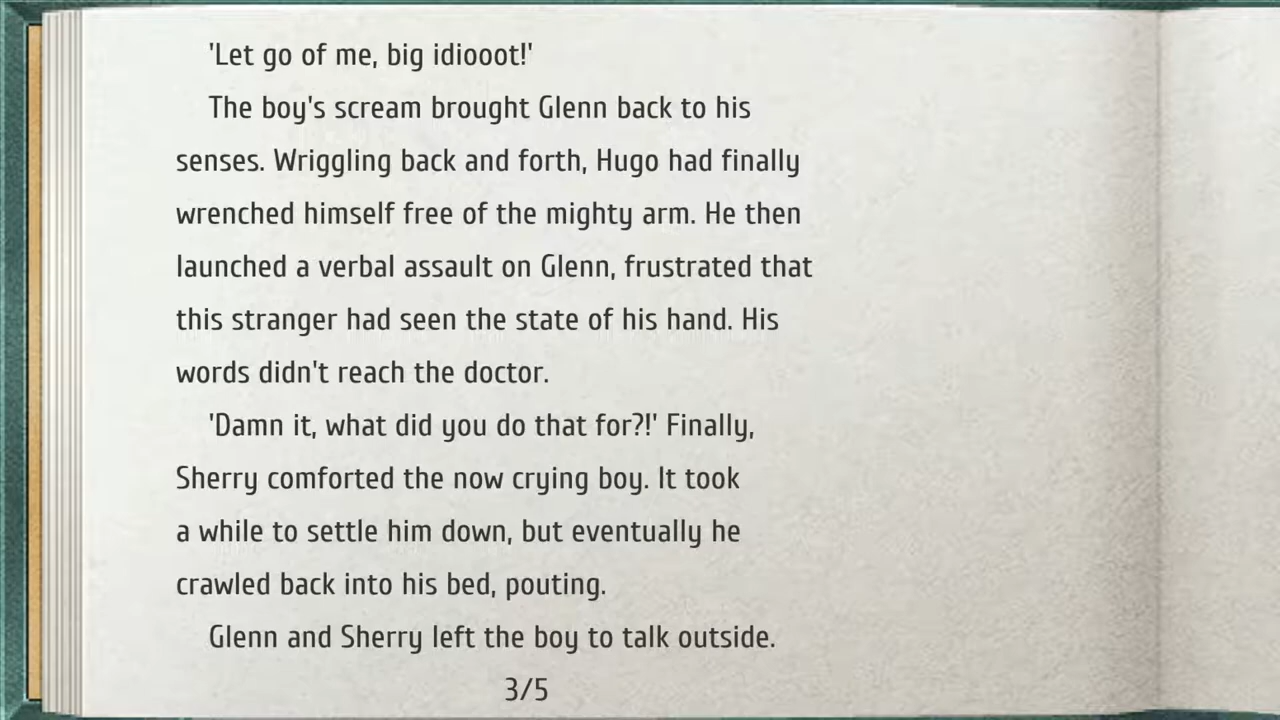 'Let go of me, big idiooot!'
The boy's scream brought Glenn back to his
senses. Wriggling back and forth, Hugo had finally
wrenched himself free of the mighty arm. He then
launched a verbal assault on Glenn, frustrated that
this stranger had seen the state of his hand. His
words didn't reach the doctor.
'Damn it, what did you do that for?!' Finally,
Sherry comforted the now crying boy. It took
a while to settle him down, but eventually he
crawled back into his bed, pouting.
Glenn and Sherry left the boy to talk outside.
3/5